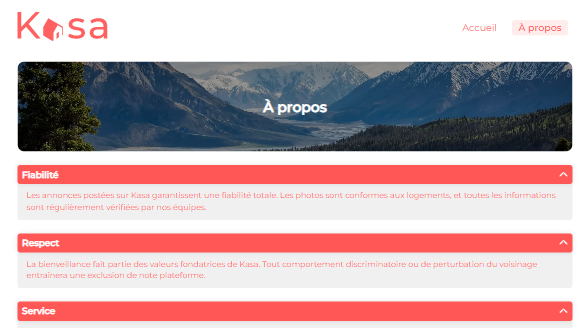 Kasa
Accueil
À propos
À propos
Fiabilité
Les annonces postées sur Kasa garantissent une fiabilité totale. Les photos sont conformes aux logements, et toutes les informations
sont régulièrement vérifiées par nos équipes.
Respect
La bienveillance fait partie des valeurs fondatrices de Kasa. Tout comportement discriminatoire ou de perturbation du voisinage
entraînera une exclusion de note plateforme.
Service